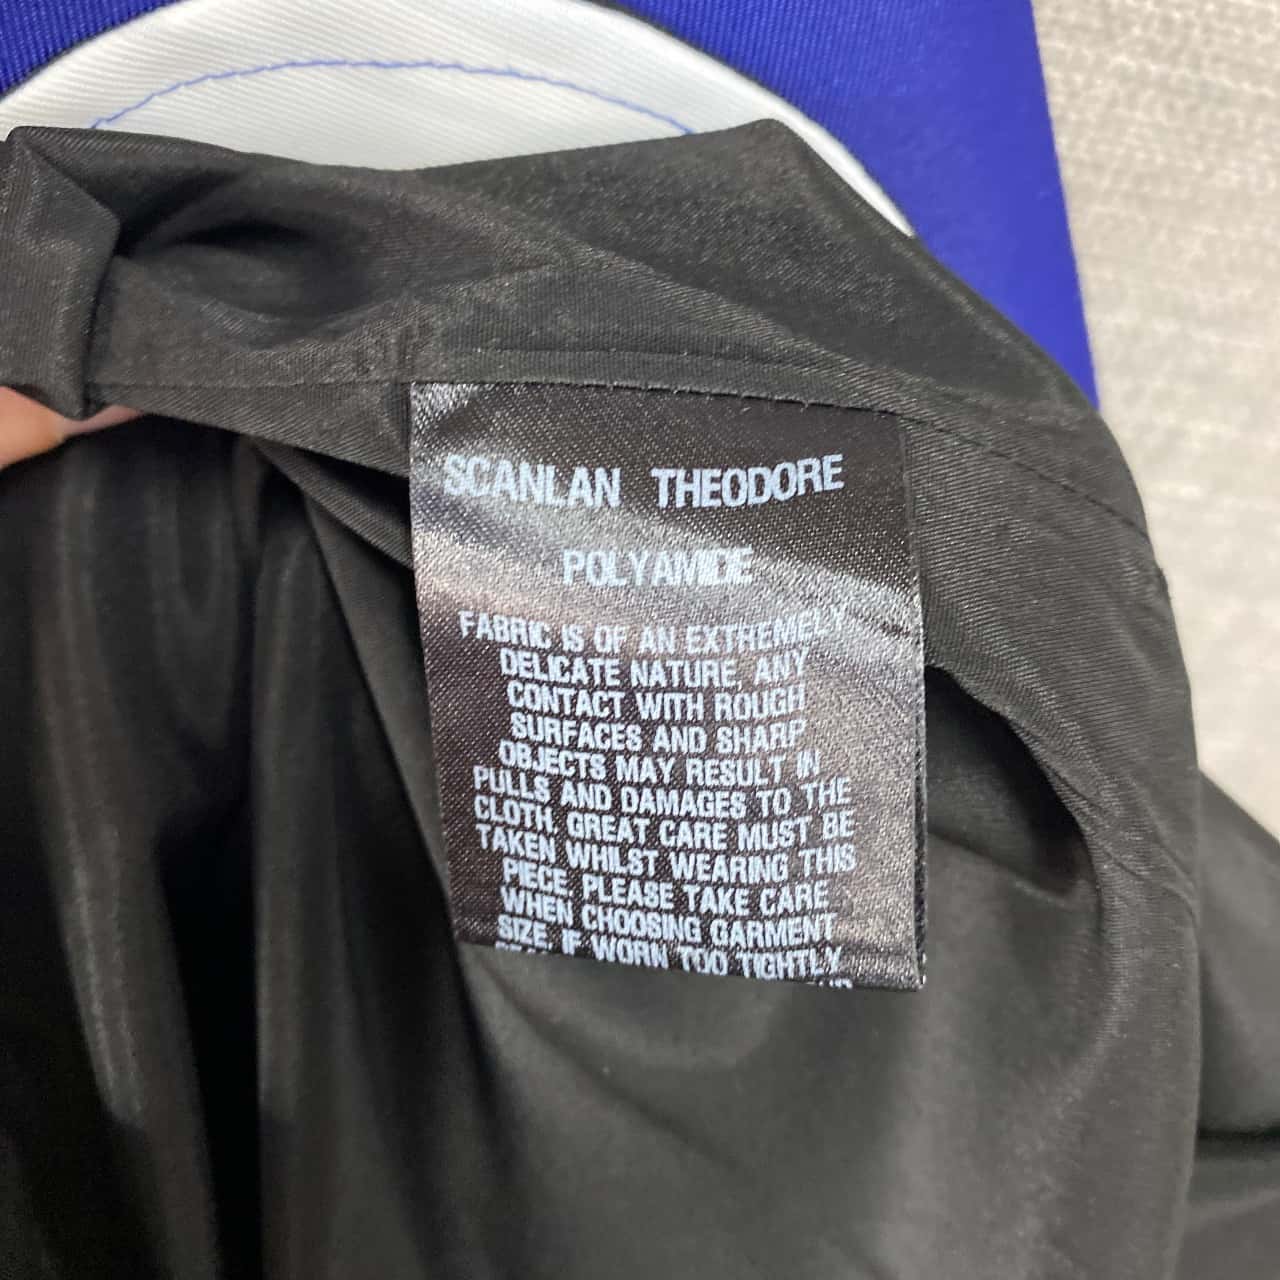 SCANLAN THEODORE
POLYAMIDE
FABRIC IS OF AN EXTREMELY
DELICATE NATURE, ANY
CONTACT WITH ROUGH
SURFACES AND SHARP
OBJECTS MAY RESULT IN
PULLS AND DAMAGES TO THE
CLOTH, GREAT CARE MUST BE
TAKEN WHILST WEARING THIS
PIECE. PLEASE TAKE CARE
WHEN CHOOSING GARMENT
SIZE, IF WORN TOO TIGHTLY